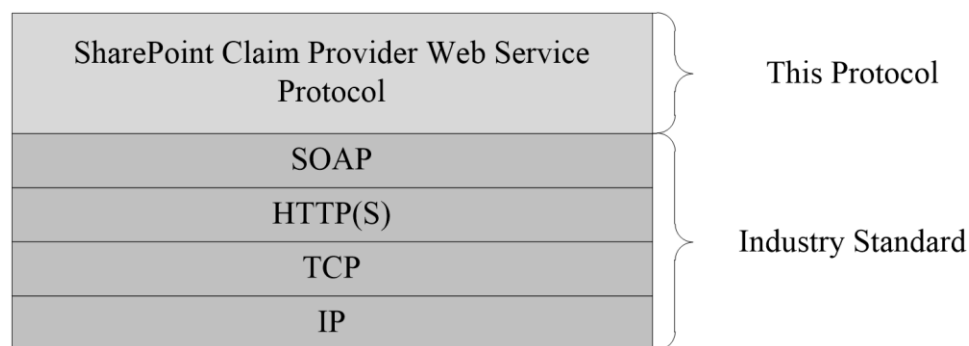 SharePoint Claim Provider Web Service
Protocol
This Protocol
SOAP
HTTP(S)
TCP
IP
Industry Standard